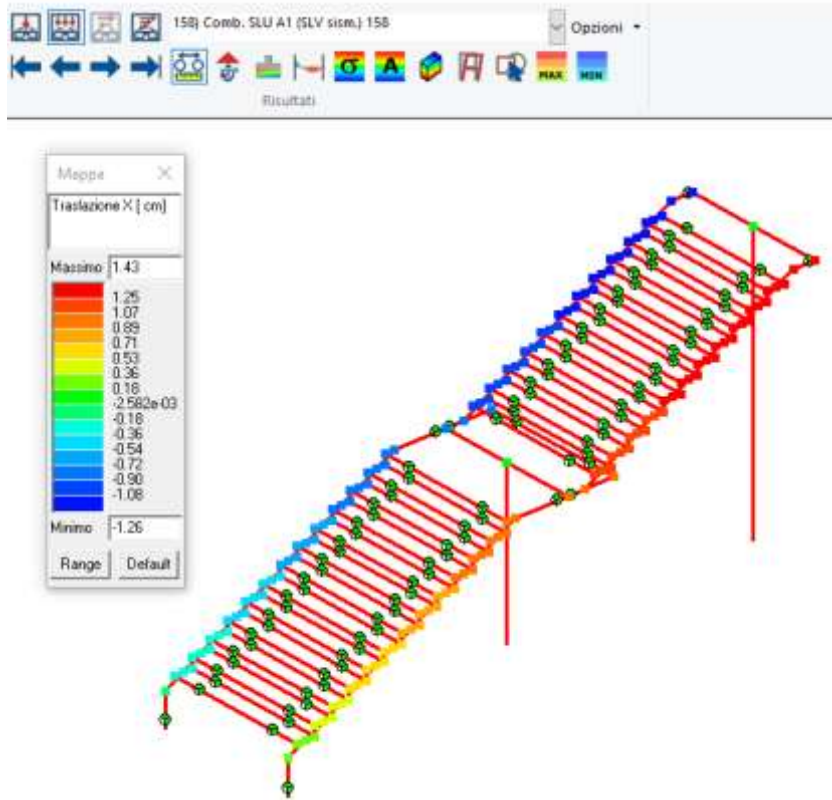 158) Comb. SLU A1 (SLV sism.) 158
Opzioni
σ A MAX MIN
Risultati
Mappe
Traslazione X [ cm]
Massimo 1.43
1.25
1.07
0.89
0.71
0.53
0.36
0.18
-2.582e-03
-0.18
-0.36
-0.54
-0.72
-0.90
-1.08
Minimo -1.26
Range Default